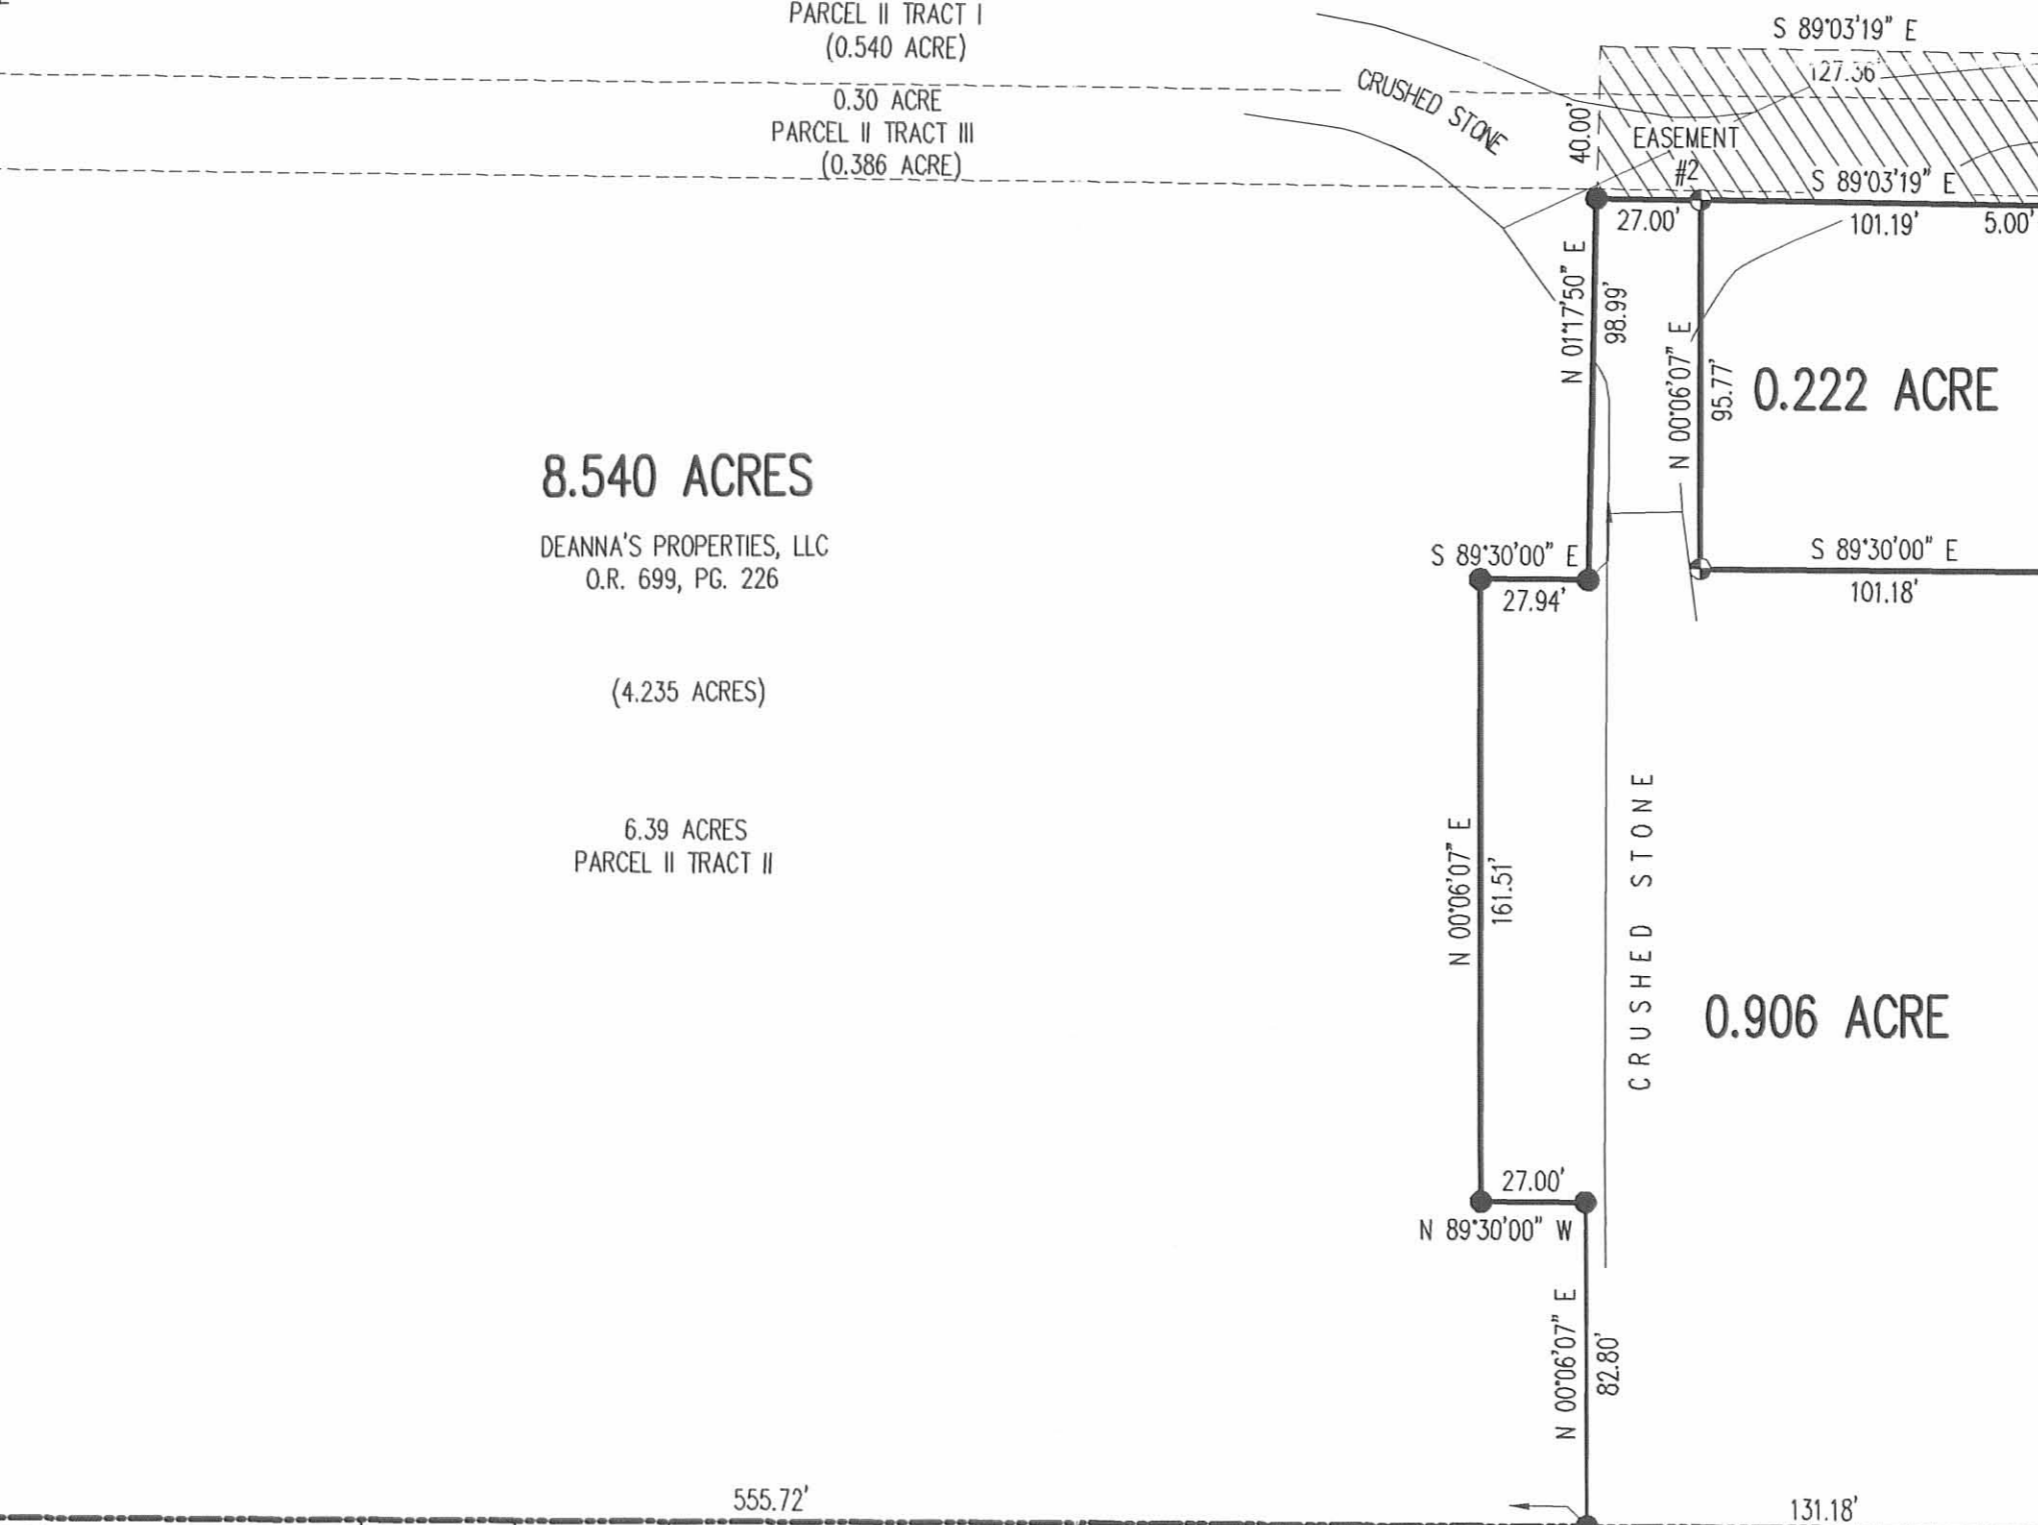 PARCEL II TRACT I
(0.540 ACRE)
0.30 ACRE
PARCEL II TRACT III
(0.386 ACRE)
CRUSHED STONE
S 89°03'19" E
127.36'
40.00'
EASEMENT
#2
S 89°03'19" E
27.00'
101.19'
5.00'
N 01°17'50" E
98.99'
N 00°06'07" E
95.77'
0.222 ACRE
8.540 ACRES
DEANNA'S PROPERTIES, LLC
O.R. 699, PG. 226
S 89°30'00" E
27.94'
S 89°30'00" E
101.18'
(4.235 ACRES)
6.39 ACRES
PARCEL II TRACT II
N 00°06'07" E
161.51'
CRUSHED STONE
0.906 ACRE
27.00'
N 89°30'00" W
N 00°06'07" E
82.80'
555.72'
131.18'